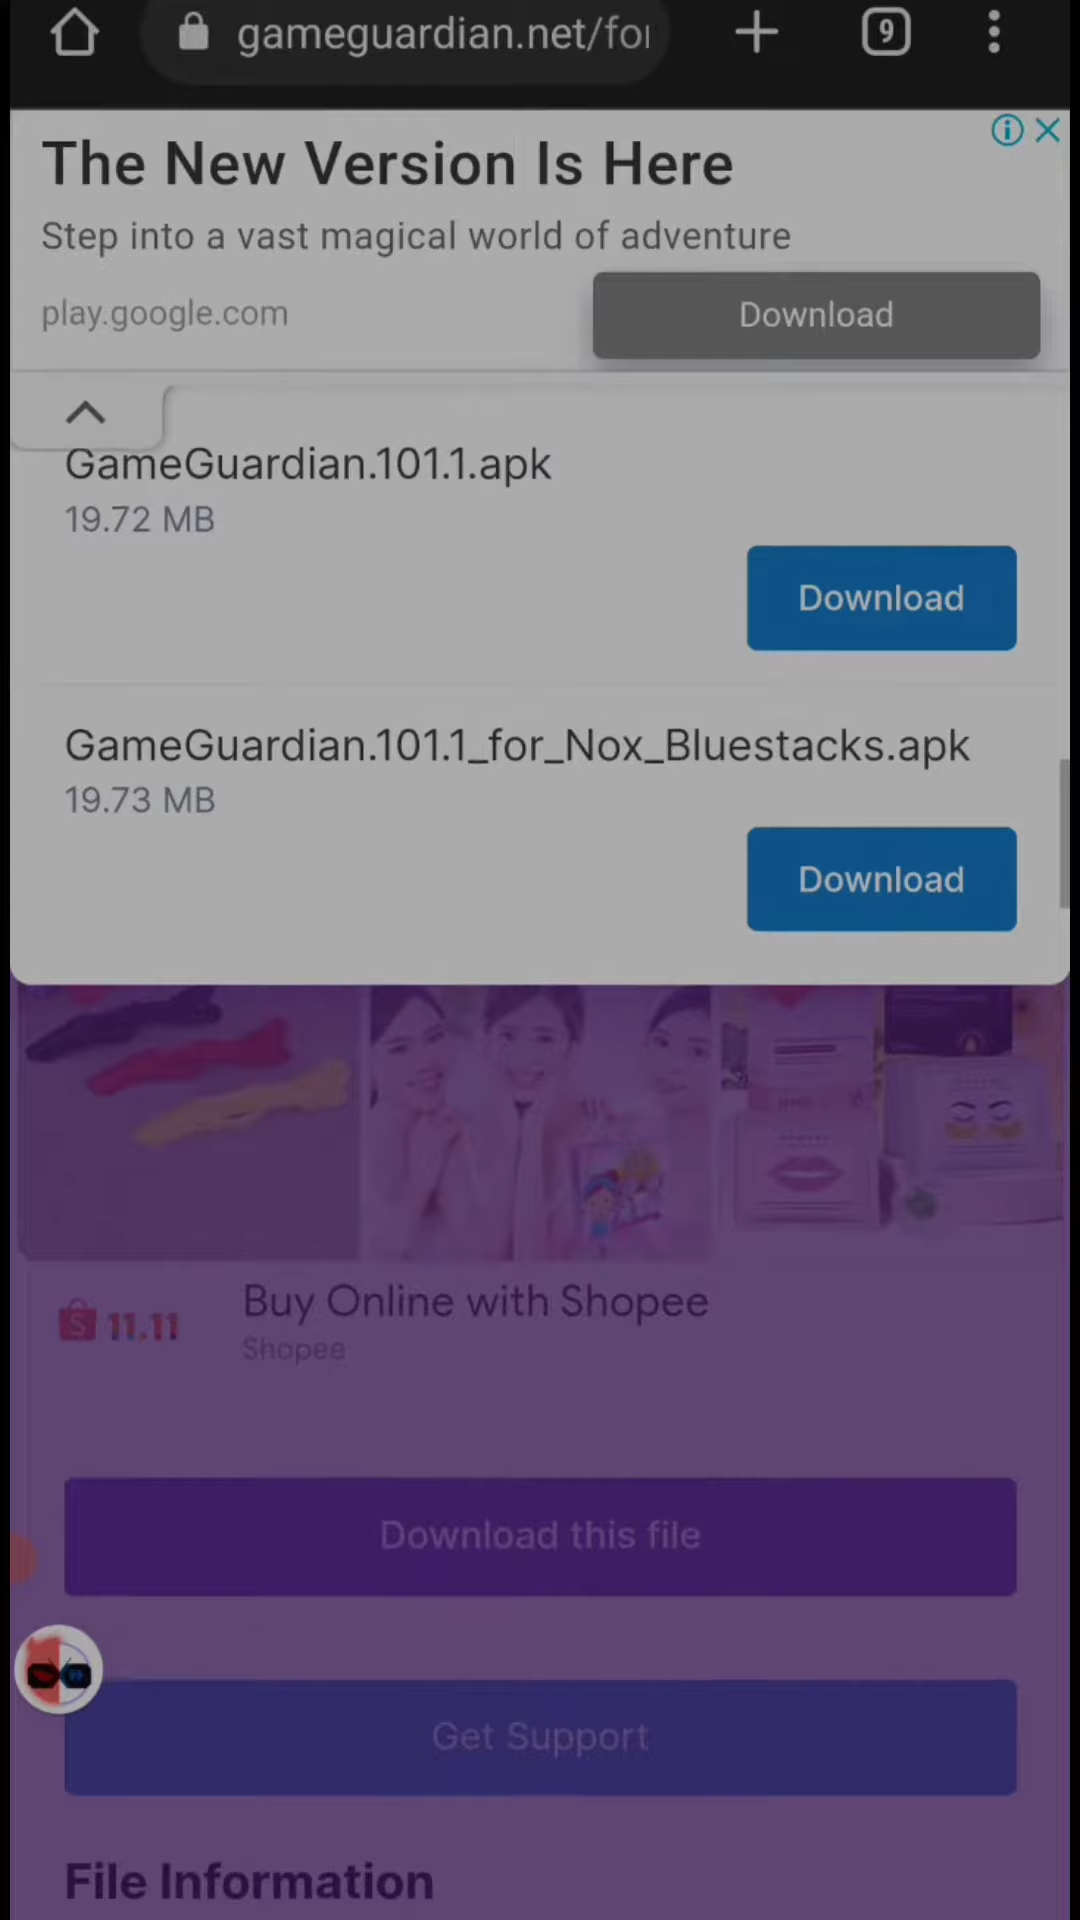 gameguardian.net/for
9
The New Version Is Here
Step into a vast magical world of adventure
play.google.com
Download
GameGuardian.101.1.apk
19.72 MB
Download
GameGuardian.101.1_for_Nox_Bluestacks.apk
19.73 MB
Download
11.11
Buy Online with Shopee
Shopee
Download this file
Get Support
File Information